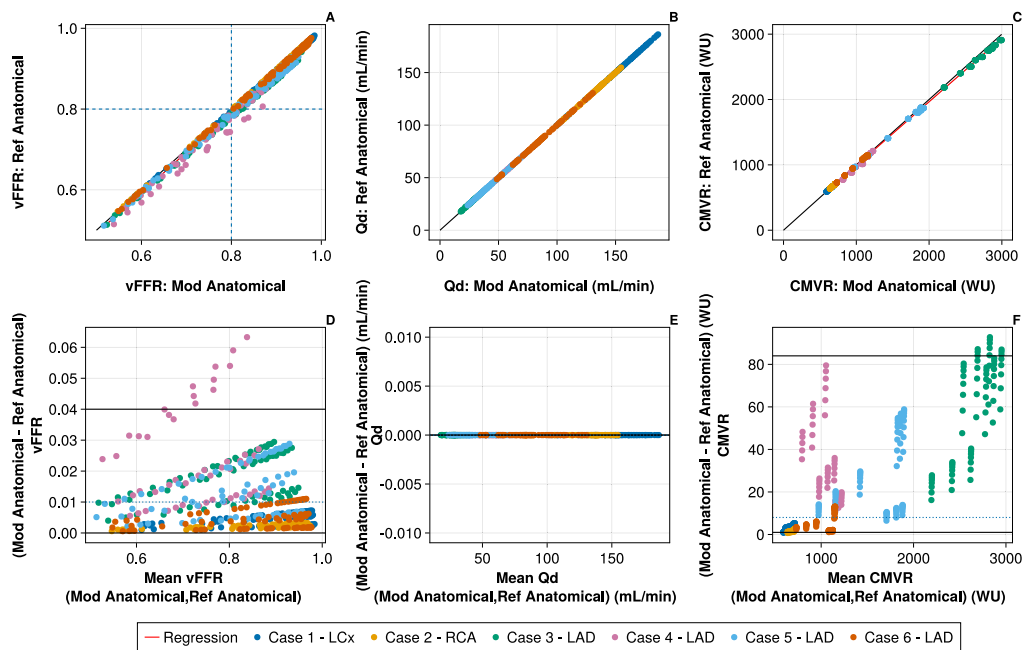 A
B
C
vFFR: Ref Anatomical
1.0
0.8
0.6
0.6
0.8
1.0
vFFR: Mod Anatomical
Qd: Ref Anatomical (mL/min)
150
100
50
0
0
50
100
150
Qd: Mod Anatomical (mL/min)
CMVR: Ref Anatomical (WU)
3000
2000
1000
0
0
1000
2000
3000
CMVR: Mod Anatomical (WU)
D
E
F
(Mod Anatomical - Ref Anatomical)
vFFR
0.06
0.05
0.04
0.03
0.02
0.01
0.00
0.6
0.8
1.0
Mean vFFR
(Mod Anatomical,Ref Anatomical)
(Mod Anatomical - Ref Anatomical) (mL/min)
Qd
0.010
0.005
0.000
-0.005
-0.010
50
100
150
Mean Qd
(Mod Anatomical,Ref Anatomical) (mL/min)
(Mod Anatomical - Ref Anatomical) (WU)
CMVR
80
60
40
20
0
1000
2000
3000
Mean CMVR
(Mod Anatomical,Ref Anatomical) (WU)
Regression Case 1 - LCx Case 2 - RCA Case 3 - LAD Case 4 - LAD Case 5 - LAD Case 6 - LAD